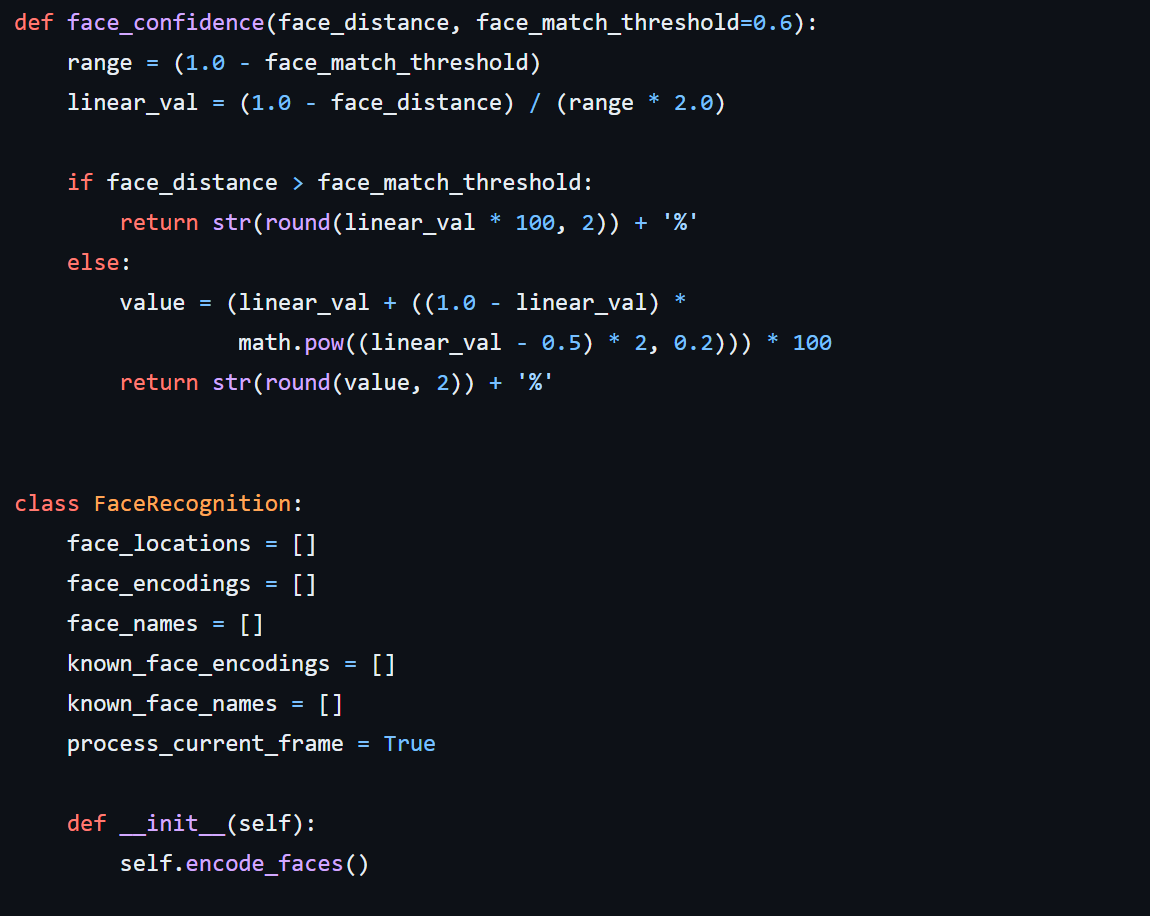 def face_confidence(face_distance, face_match_threshold=0.6):
    range = (1.0 - face_match_threshold)
    linear_val = (1.0 - face_distance) / (range * 2.0)

    if face_distance > face_match_threshold:
        return str(round(linear_val * 100, 2)) + '%'
    else:
        value = (linear_val + ((1.0 - linear_val) *
                 math.pow((linear_val - 0.5) * 2, 0.2))) * 100
        return str(round(value, 2)) + '%'


class FaceRecognition:
    face_locations = []
    face_encodings = []
    face_names = []
    known_face_encodings = []
    known_face_names = []
    process_current_frame = True

    def __init__(self):
        self.encode_faces()